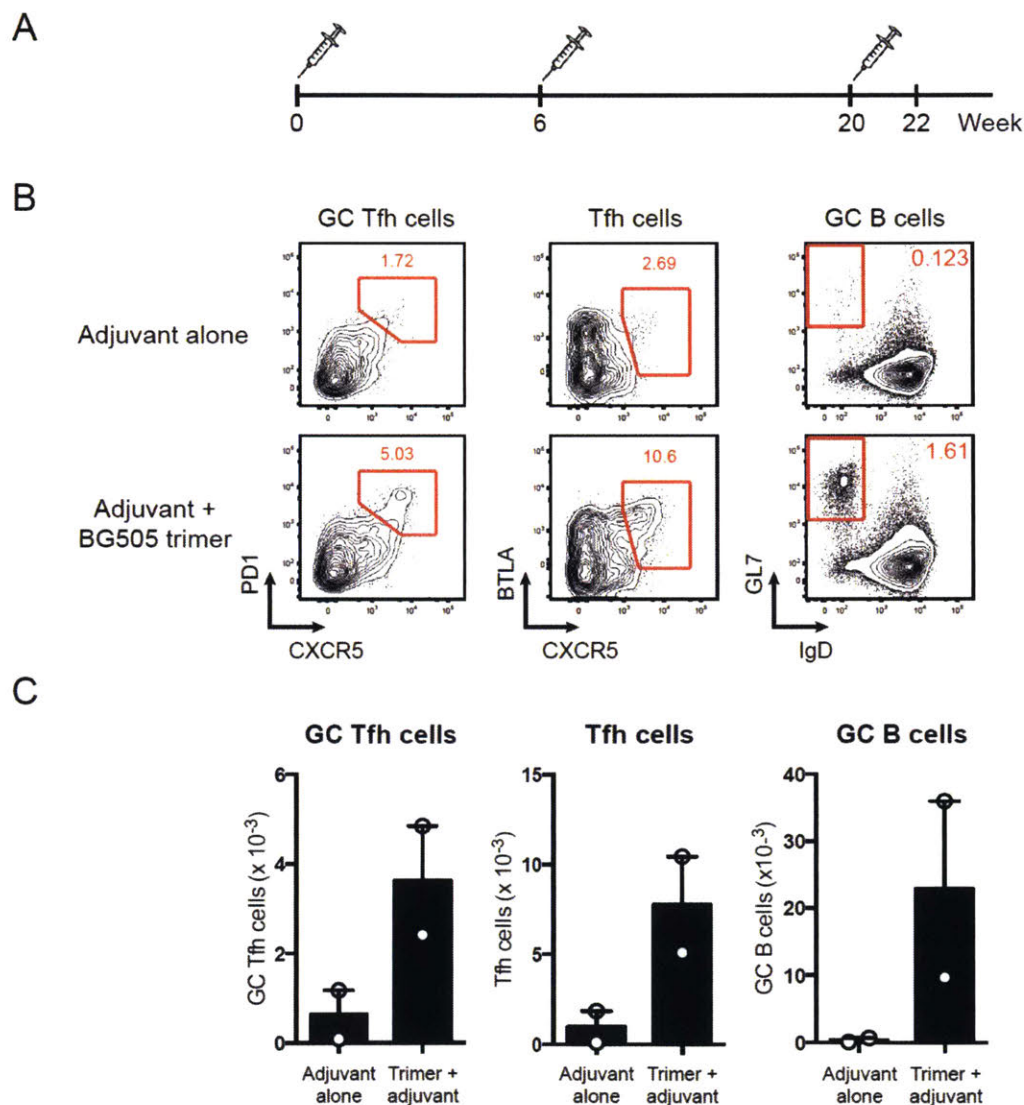 A
0 6 20 22 Week
B
GC Tfh cells Tfh cells GC B cells
Adjuvant alone
1.72 2.69 0.123
Adjuvant +
BG505 trimer
5.03 10.6 1.61
PD1 BTLA GL7
CXCR5 CXCR5 IgD
C
GC Tfh cells Tfh cells GC B cells
GC Tfh cells (x 10⁻³)
6
4
2
0
Adjuvant alone
Trimer + adjuvant
Tfh cells (x 10⁻³)
15
10
5
0
Adjuvant alone
Trimer + adjuvant
GC B cells (x10⁻³)
40
30
20
10
0
Adjuvant alone
Trimer + adjuvant